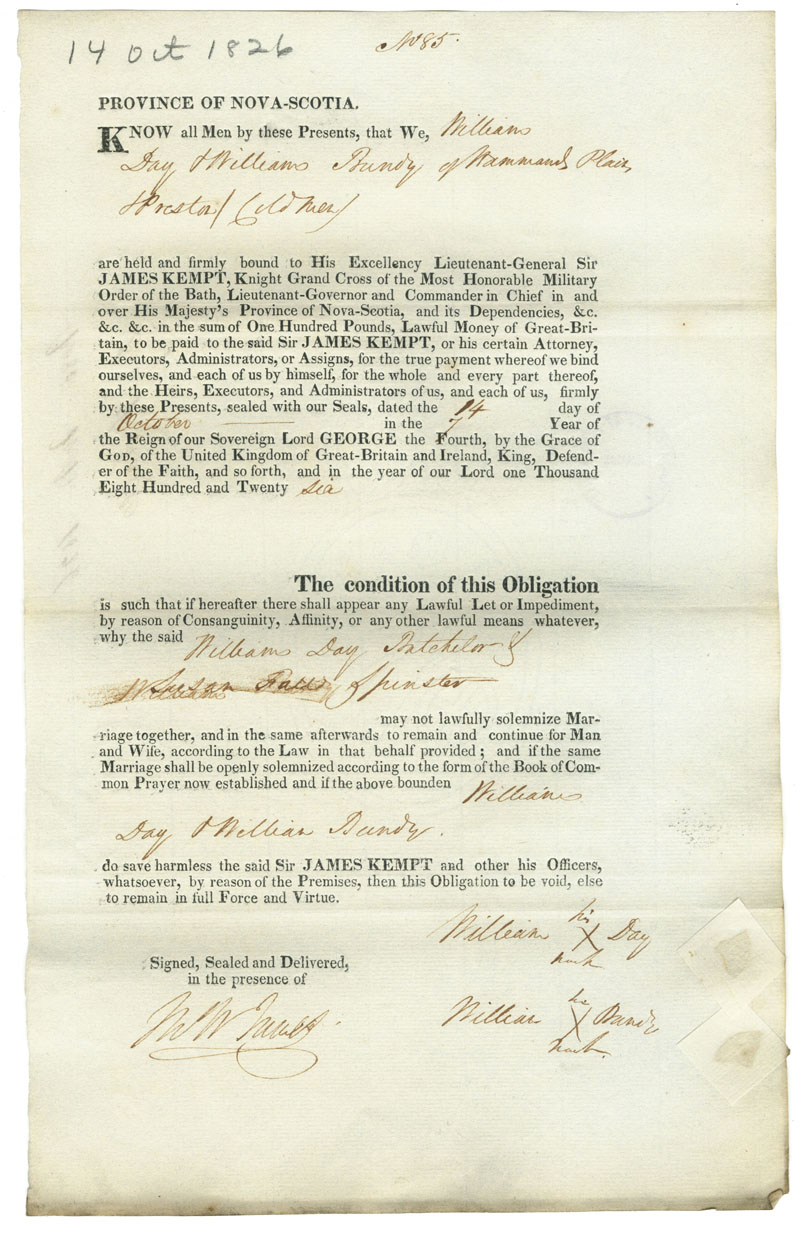 14 Oct 1826
No 85.
PROVINCE OF NOVA-SCOTIA.
KNOW all Men by these Presents, that We, William
Day & William Bundy of Hammands Plain
& Preston
are held and firmly bound to His Excellency Lieutenant-General Sir
JAMES KEMPT, Knight Grand Cross of the Most Honorable Military
Order of the Bath, Lieutenant-Governor and Commander in Chief in and
over His Majesty's Province of Nova-Scotia, and its Dependencies, &c.
&c. &c. in the sum of One Hundred Pounds, Lawful Money of Great-Bri-
tain, to be paid to the said Sir JAMES KEMPT, or his certain Attorney,
Executors, Administrators, or Assigns, for the true payment whereof we bind
ourselves, and each of us by himself, for the whole and every part thereof,
and the Heirs, Executors, and Administrators of us, and each of us, firmly
by these Presents, sealed with our Seals, dated the 14 day of
October in the 7 Year of
the Reign of our Sovereign Lord GEORGE the Fourth, by the Grace of
GOD, of the United Kingdom of Great-Britain and Ireland, King, Defend-
er of the Faith, and so forth, and in the year of our Lord one Thousand
Eight Hundred and Twenty six
The condition of this Obligation
is such that if hereafter there shall appear any Lawful Let or Impediment,
by reason of Consanguinity, Affinity, or any other lawful means whatever,
why the said William Day Batchelor &
Susan Spinster
may not lawfully solemnize Mar-
riage together, and in the same afterwards to remain and continue for Man
and Wife, according to the Law in that behalf provided; and if the same
Marriage shall be openly solemnized according to the form of the Book of Com-
mon Prayer now established and if the above bounden William
Day & William Bundy.
do save harmless the said Sir JAMES KEMPT and other his Officers,
whatsoever, by reason of the Premises, then this Obligation to be void, else
to remain in full Force and Virtue.
William his X mark Day
Signed, Sealed and Delivered,
in the presence of
William his X mark Bundy